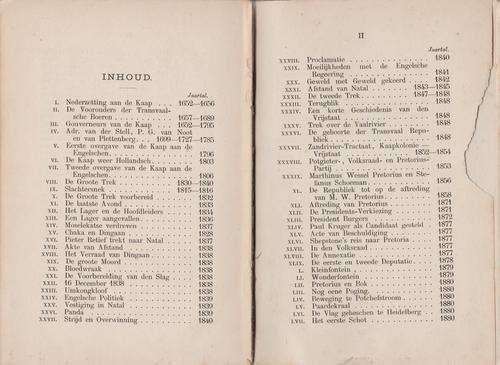 INHOUD.
Jaartal.
I. Nederzetting aan de Kaap 1652—1656
II. De Voorouders der Transvaal-
sche Boeren 1657—1689
III. Gouverneurs van de Kaap 1652—1795
IV. Adr. van der Stell, P. G. van Noot
en van Plettenberg. 1699—1727—1785
V. Eerste overgave van de Kaap aan de
Engelschen 1796
VI. De Kaap weer Hollandsch 1803
VII. Tweede overgave van de Kaap aan de
Engelschen 1806
VIII. De Groote Trek 1830—1840
IX. Slachtersnek 1815—1816
X. De Groote Trek voorbereid 1832
XI. De laatste Avond 1836
XII. Het Lager en de Hoofdleiders 1834
XIII. Een Lager aangevallen 1836
XIV. Moselekatse verdreven 1837
XV. Chaka en Dingaan 1828
XVI. Pieter Retief trekt naar Natal 1837
XVII. Akte van Afstand 1838
XVIII. Het Verraad van Dingaan 1838
XIX. De groote Moord 1838
XX. Bloedwraak 1838
XXI. De Voorbereiding van den Slag 1838
XXII. 16 December 1838 1838
XXIII. Umkongkloof 1838
XXIV. Engelsche Politiek 1839
XXV. Vestiging in Natal 1839
XXVI. Panda 1839
XXVII. Strijd en Overwinning 1840
II
Jaartal.
XXVIII. Proclamatie 1840
XXIX. Moeilijkheden met de Engelsche
Regeering 1841
XXX. Geweld met Geweld gekeerd 1842
XXXI. Afstand van Natal 1843—1845
XXXII. De tweede Trek 1847—1848
XXXIII. Terugblik 1848
XXXIV. Een korte Geschiedenis van den
Vrijstaat 1848
XXXV. Trek over de Vaalrivier 1848
XXXVI. De geboorte der Transvaal Repu-
bliek 1848
XXXVII. Zandrivier-Tractaat, Kaapkolonie
Vrijstaat 1852—1854
XXXVIII. Potgieter-, Volksraad- en Pretorius-
Partij 1853
XXXIX. Marithinus Wessel Pretorius en Ste-
fanus Schoeman 1856
XL. De Republiek tot op de aftreding
van M. W. Pretorius 1858
XLI. Aftreding van Pretorius 1871
XLII. De Presidents-Verkiezing 1871
XLIII. President Burgers 1872
XLIV. Paul Kruger als Candidaat gesteld 1877
XLV. Acte van Beschuldiging 1877
XLVI. Shepstone's reis naar Pretoria 1877
XLVII. In den Volksraad 1877
XLVIII. De Annexatie 1877
XLIX. De eerste en tweede Deputatie 1878
L. Kleinfontein 1879
LI. Wonderfontein 1879
LII. Pretorius en Bok 1880
LIII. Nog eene Poging. 1880
LIV. Beweging te Potchefstroom 1880
LV. Paardekraal 1880
LVI. De Vlag geheschen te Heidelberg 1880
LVII. Het eerste Schot 1880